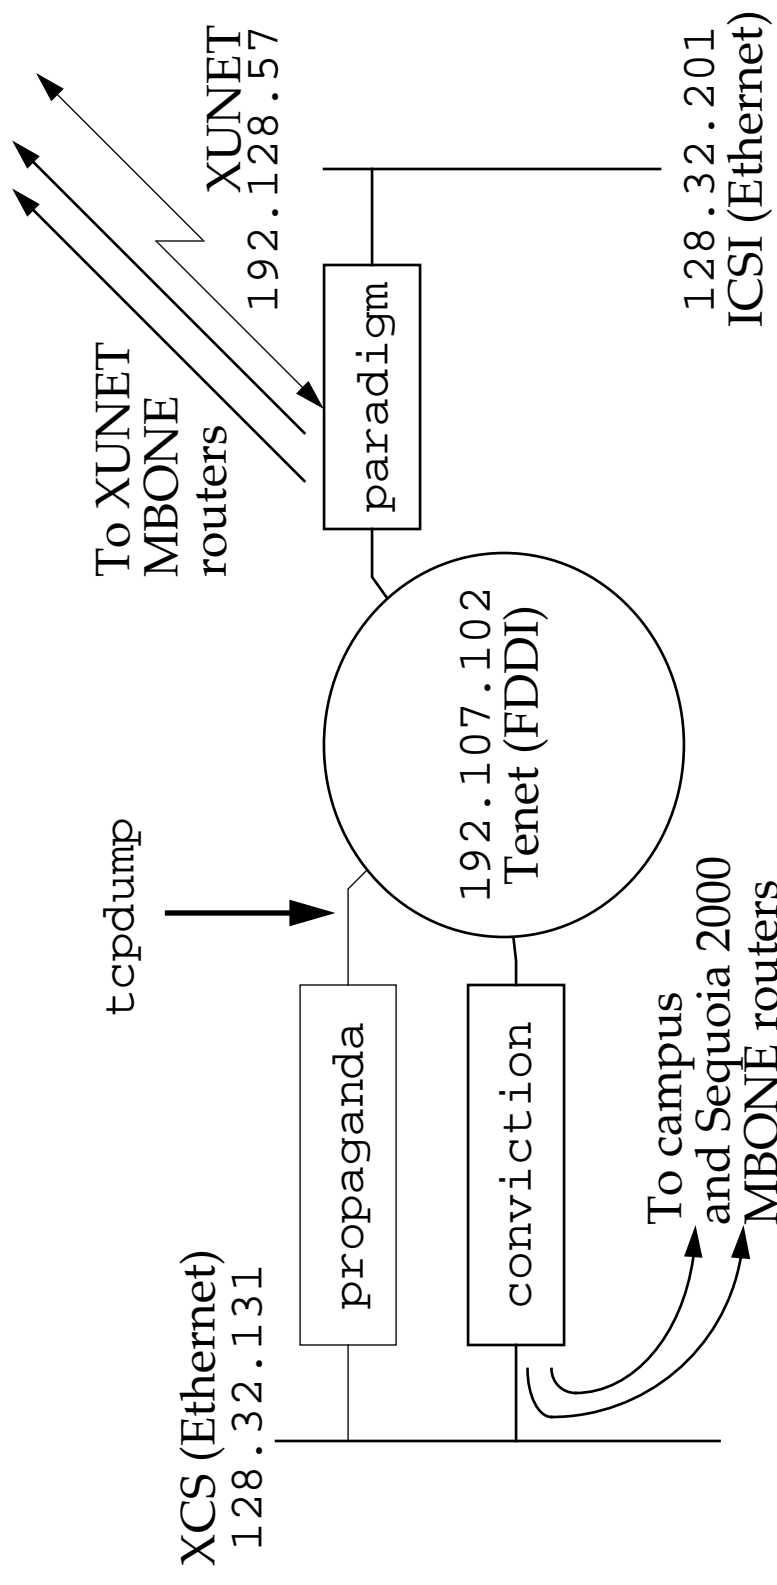 XCS (Ethernet)
128.32.131
tcpdump
To XUNET
MBONE
routers
XUNET
192.128.57
propaganda
paradigm
192.107.102
Tenet (FDDI)
conviction
To campus
and Sequoia 2000
MBONE routers
128.32.201
ICSI (Ethernet)